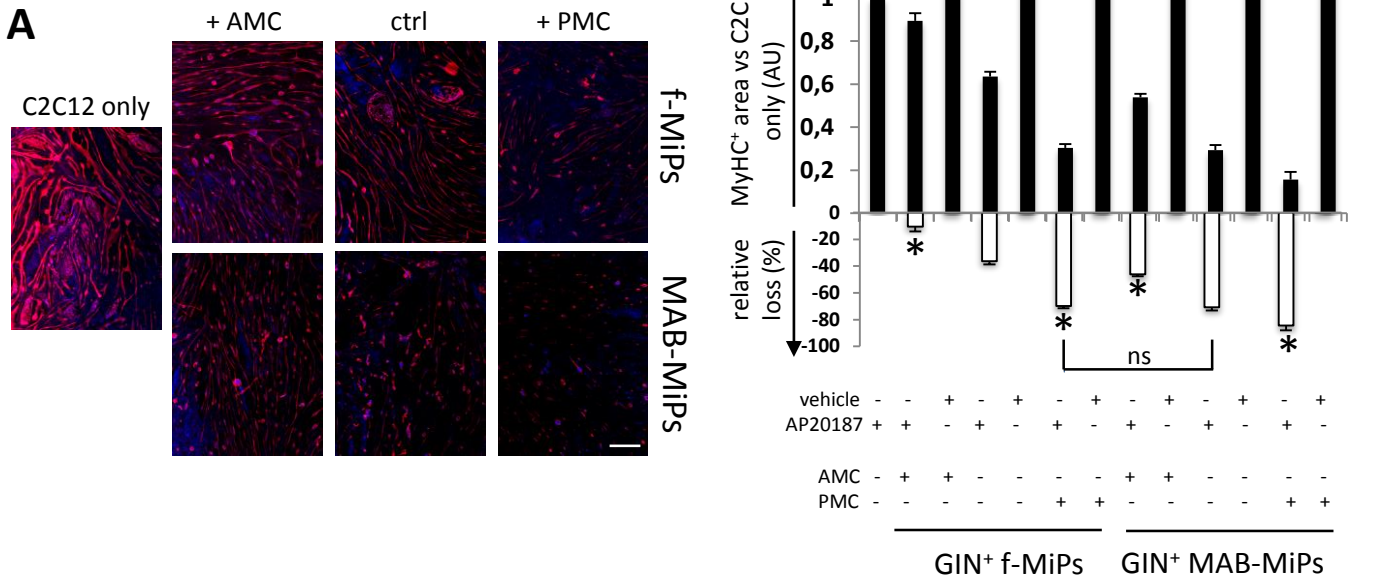 A
+ AMC
ctrl
+ PMC
C2C12 only
f-MiPs
MAB-MiPs
MyHC⁺ area vs C2C
only (AU)
1
0,8
0,6
0,4
0,2
0
-20
-40
-60
-80
-100
relative
loss (%)
*
*
*
*
ns
vehicle - - + - + - + - + - + - +
AP20187 + + - + - + - + - + - + -
AMC - + + - - - - + + - - - -
PMC - - - - - + + - - - - + +
GIN⁺ f-MiPs
GIN⁺ MAB-MiPs